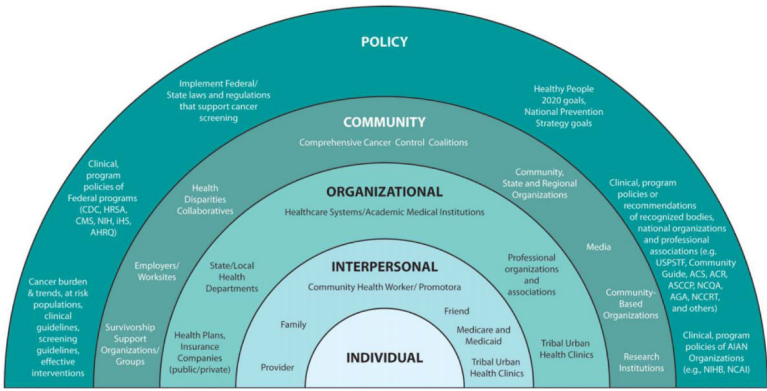 POLICY
Implement Federal/
State laws and regulations
that support cancer
screening
Healthy People
2020 goals,
National Prevention
Strategy goals
Clinical,
program
policies of
Federal programs
(CDC, HRSA,
CMS, NIH, iHS,
AHRQ)
Clinical, program
policies or
recommendations
of recognized bodies,
national organizations
and professional
associations (e.g.
USPSTF, Community
Guide, ACS, ACR,
ASCCP, NCQA,
AGA, NCCRT,
and others)
Cancer burden
& trends, at risk
populations,
clinical
guidelines,
screening
guidelines,
effective
interventions
Clinical, program
policies of AIAN
Organizations
(e.g., NIHB, NCAI)
COMMUNITY
Comprehensive Cancer Control Coalitions
Health
Disparities
Collaboratives
Community,
State and Regional
Organizations
Employers/
Worksites
Media
Survivorship
Support
Organizations/
Groups
Community-
Based
Organizations
Research
Institutions
ORGANIZATIONAL
Healthcare Systems/Academic Medical Institutions
State/Local
Health
Departments
Professional
organizations
and
associations
Health Plans,
Insurance
Companies
(public/private)
Tribal Urban
Health Clinics
INTERPERSONAL
Community Health Worker/ Promotora
Family
Friend
Provider
Medicare and
Medicaid
Tribal Urban
Health Clinics
INDIVIDUAL